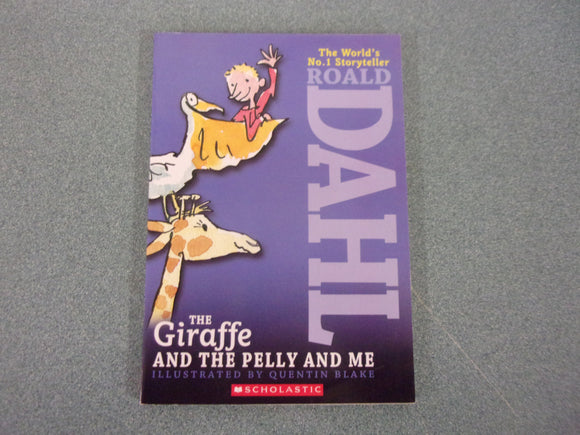 The World's
No.1 Storyteller
ROALD
DAHL
THE
Giraffe
AND THE PELLY AND ME
ILLUSTRATED BY QUENTIN BLAKE
SCHOLASTIC